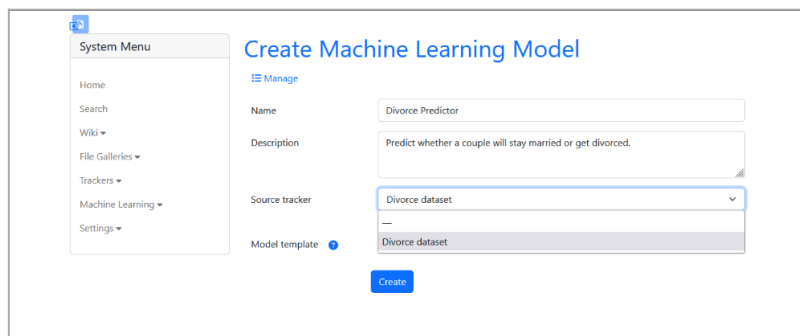 System Menu
Home
Search
Wiki
File Galleries
Trackers
Machine Learning
Settings
Create Machine Learning Model
Manage
Name
Divorce Predictor
Description
Predict whether a couple will stay married or get divorced.
Source tracker
Divorce dataset
—
Divorce dataset
Model template ?
Create